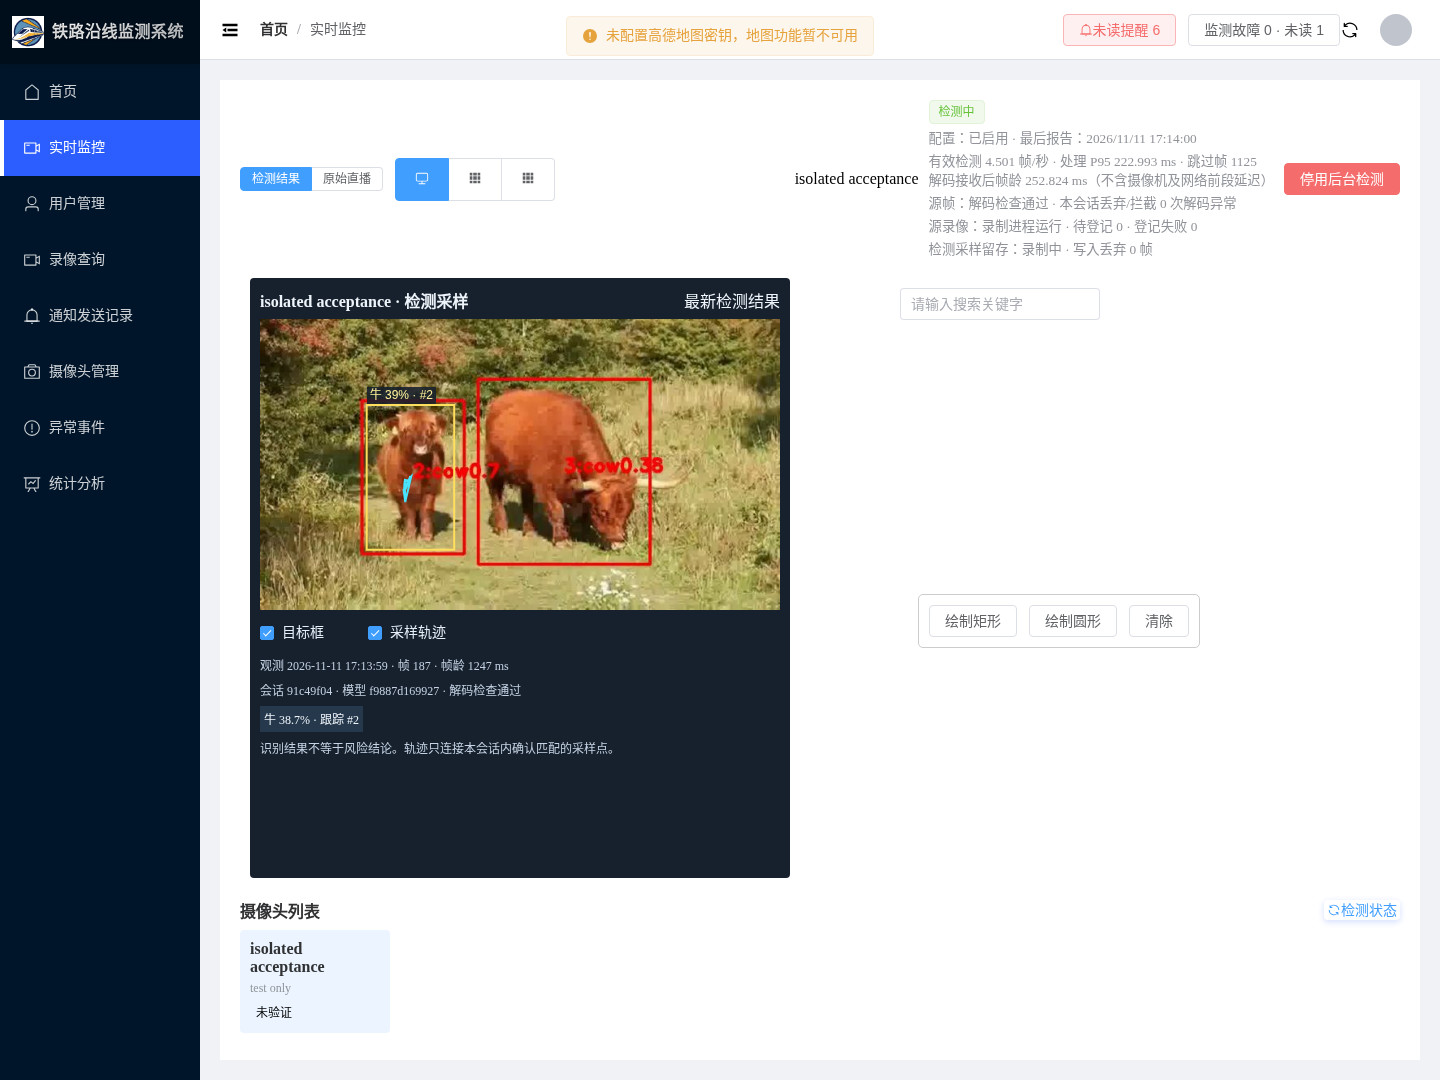 铁路沿线监测系统
首页
实时监控
用户管理
录像查询
通知发送记录
摄像头管理
异常事件
统计分析
首页 / 实时监控
未配置高德地图密钥，地图功能暂不可用
未读提醒 6
监测故障 0 · 未读 1
检测结果
原始直播
isolated acceptance
检测中
配置：已启用 · 最后报告：2026/11/11 17:14:00
有效检测 4.501 帧/秒 · 处理 P95 222.993 ms · 跳过帧 1125
解码接收后帧龄 252.824 ms（不含摄像机及网络前段延迟）
源帧：解码检查通过 · 本会话丢弃/拦截 0 次解码异常
源录像：录制进程运行 · 待登记 0 · 登记失败 0
检测采样留存：录制中 · 写入丢弃 0 帧
停用后台检测
isolated acceptance · 检测采样
最新检测结果
牛 39% · #2
2:cow0.7
3:cow0.38
目标框
采样轨迹
观测 2026-11-11 17:13:59 · 帧 187 · 帧龄 1247 ms
会话 91c49f04 · 模型 f9887d169927 · 解码检查通过
牛 38.7% · 跟踪 #2
识别结果不等于风险结论。轨迹只连接本会话内确认匹配的采样点。
请输入搜索关键字
绘制矩形
绘制圆形
清除
摄像头列表
检测状态
isolated
acceptance
test only
未验证